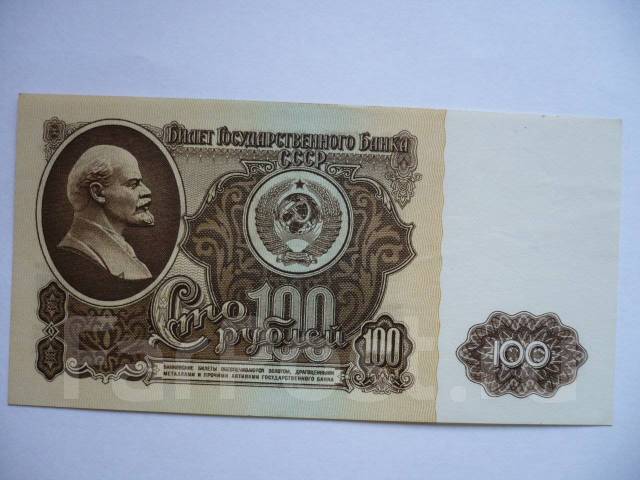 Билет Государственного Банка
СССР
Сто 100 рублей
100
100
БАНКОВСКИЕ БИЛЕТЫ ОБЕСПЕЧИВАЮТСЯ ЗОЛОТОМ, ДРАГОЦЕННЫМИ
МЕТАЛЛАМИ И ПРОЧИМИ АКТИВАМИ ГОСУДАРСТВЕННОГО БАНКА